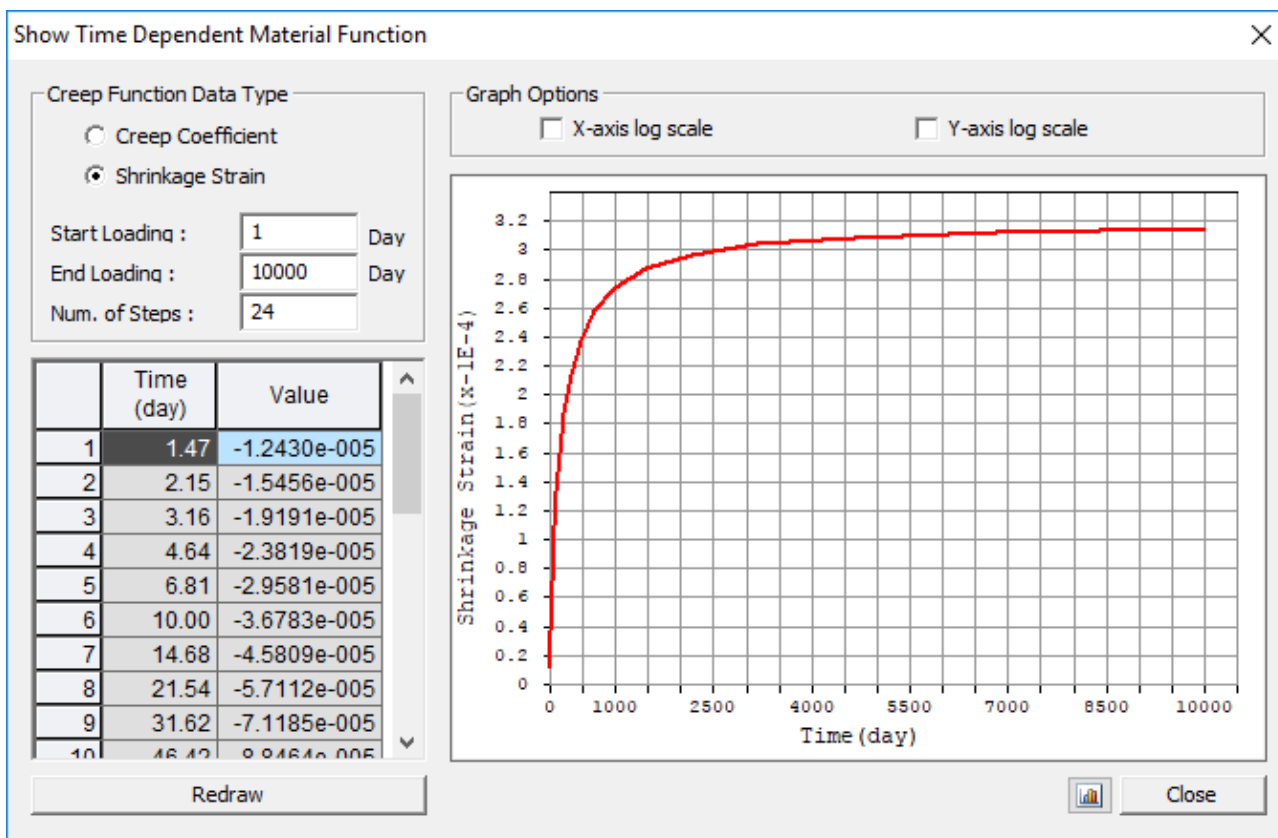 Show Time Dependent Material Function
Creep Function Data Type
Creep Coefficient
Shrinkage Strain
Start Loading : 1 Day
End Loading : 10000 Day
Num. of Steps : 24
Time (day) Value
1 1.47 -1.2430e-005
2 2.15 -1.5456e-005
3 3.16 -1.9191e-005
4 4.64 -2.3819e-005
5 6.81 -2.9581e-005
6 10.00 -3.6783e-005
7 14.68 -4.5809e-005
8 21.54 -5.7112e-005
9 31.62 -7.1185e-005
10 46.42 -8.8464e-005
Redraw
Graph Options
X-axis log scale Y-axis log scale
Shrinkage Strain(x-1E-4)
3.2
3
2.8
2.6
2.4
2.2
2
1.8
1.6
1.4
1.2
1
0.8
0.6
0.4
0.2
0
0 1000 2500 4000 5500 7000 8500 10000
Time(day)
Close